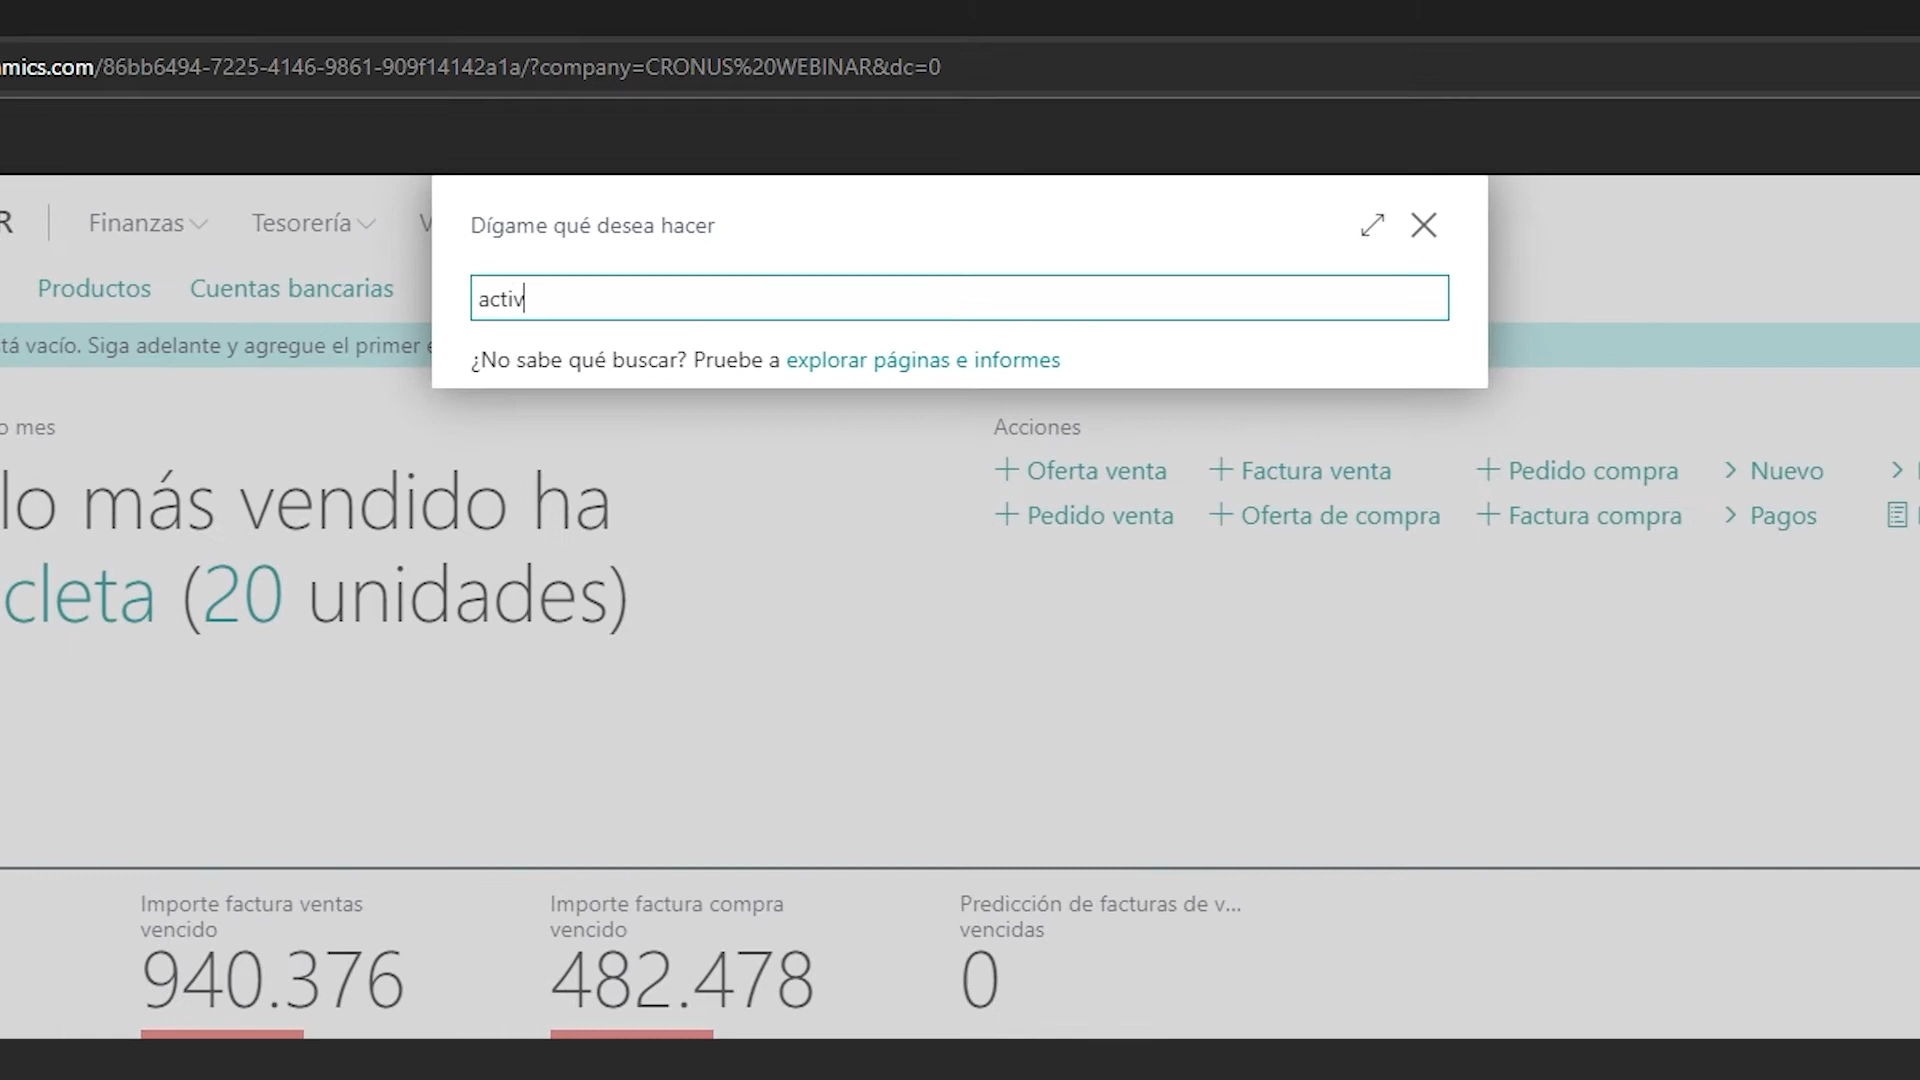 mics.com/86bb6494-7225-4146-9861-909f14142a1a/?company=CRONUS%20WEBINAR&dc=0
R | Finanzas Tesorería V
Dígame qué desea hacer
Productos Cuentas bancarias
activ
tá vacío. Siga adelante y agregue el primer e
¿No sabe qué buscar? Pruebe a explorar páginas e informes
o mes
Acciones
+ Oferta venta + Factura venta + Pedido compra > Nuevo >
+ Pedido venta + Oferta de compra + Factura compra > Pagos
lo más vendido ha
cleta (20 unidades)
Importe factura ventas vencido
940.376
Importe factura compra vencido
482.478
Predicción de facturas de v... vencidas
0